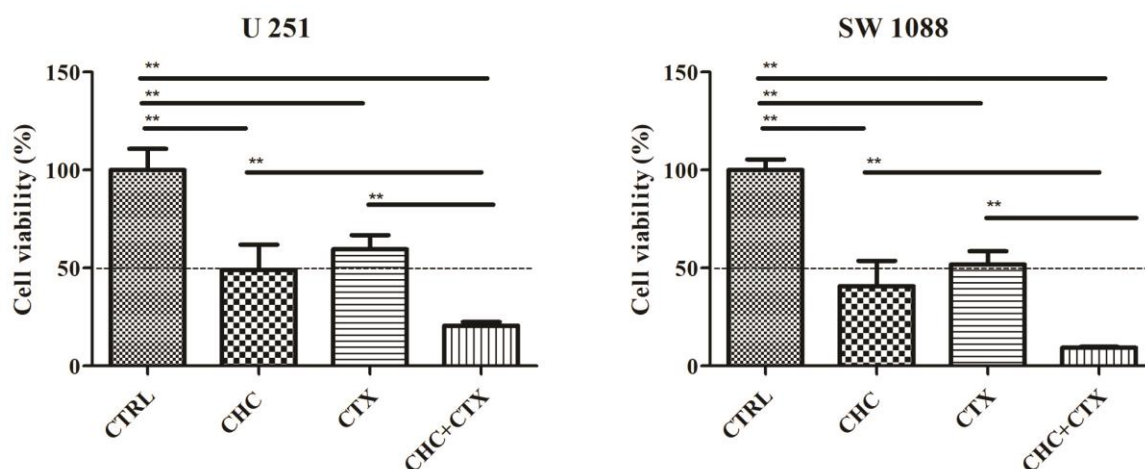 U 251
Cell viability (%)
150
100
50
0
**
**
**
**
**
CTRL
CHC
CTX
CHC+CTX
SW 1088
Cell viability (%)
150
100
50
0
**
**
**
**
**
CTRL
CHC
CTX
CHC+CTX